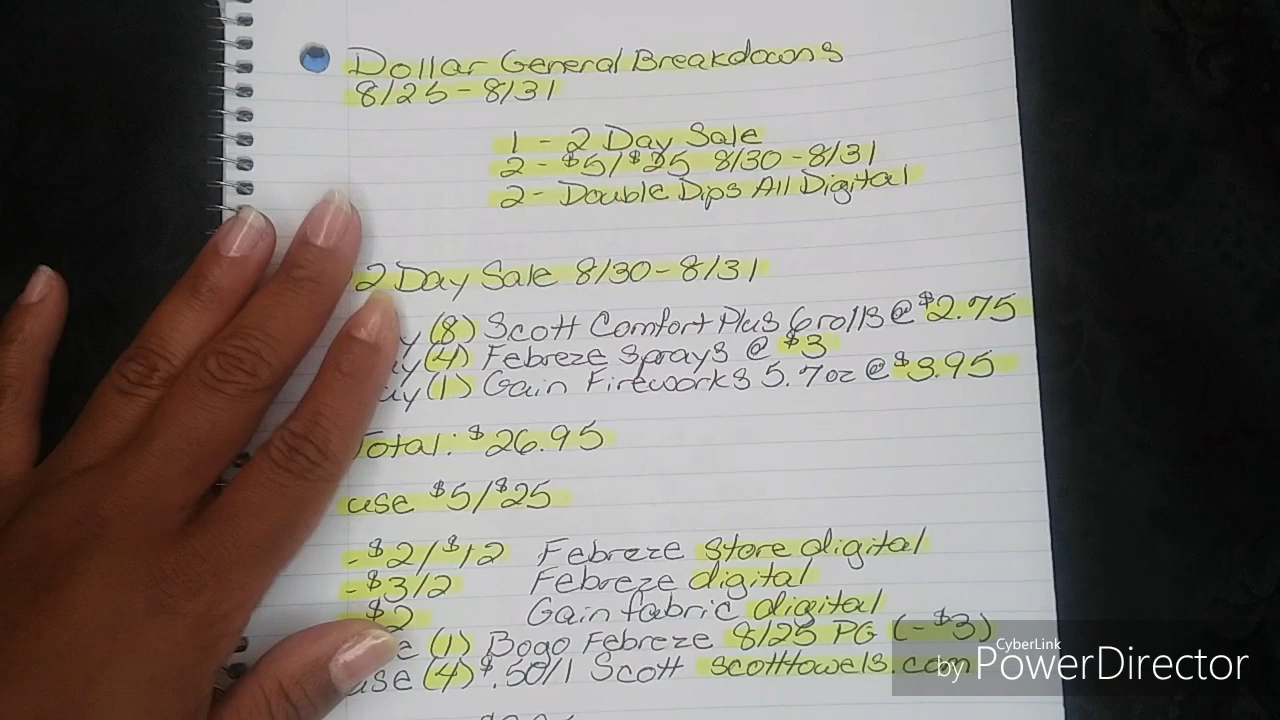 Dollar General Breakdowns
8/25 - 8/31
1 - 2 Day Sale
2 - $5/$25 8/30 - 8/31
2 - Double Dips All Digital
2 Day Sale 8/30 - 8/31
y (8) Scott Comfort Plus 6rolls @ $2.75
y (4) Febreze Sprays @ $3
uy (1) Gain Fireworks 5.7oz @ $3.95
Total: $26.95
use $5/$25
-$2/$12 Febreze store digital
-$3/2 Febreze digital
$2 Gain fabric digital
e (1) Bogo Febreze 8/25 PG (-$3)
use (4) $.50/1 Scott scotttowels.com
CyberLink
by PowerDirector